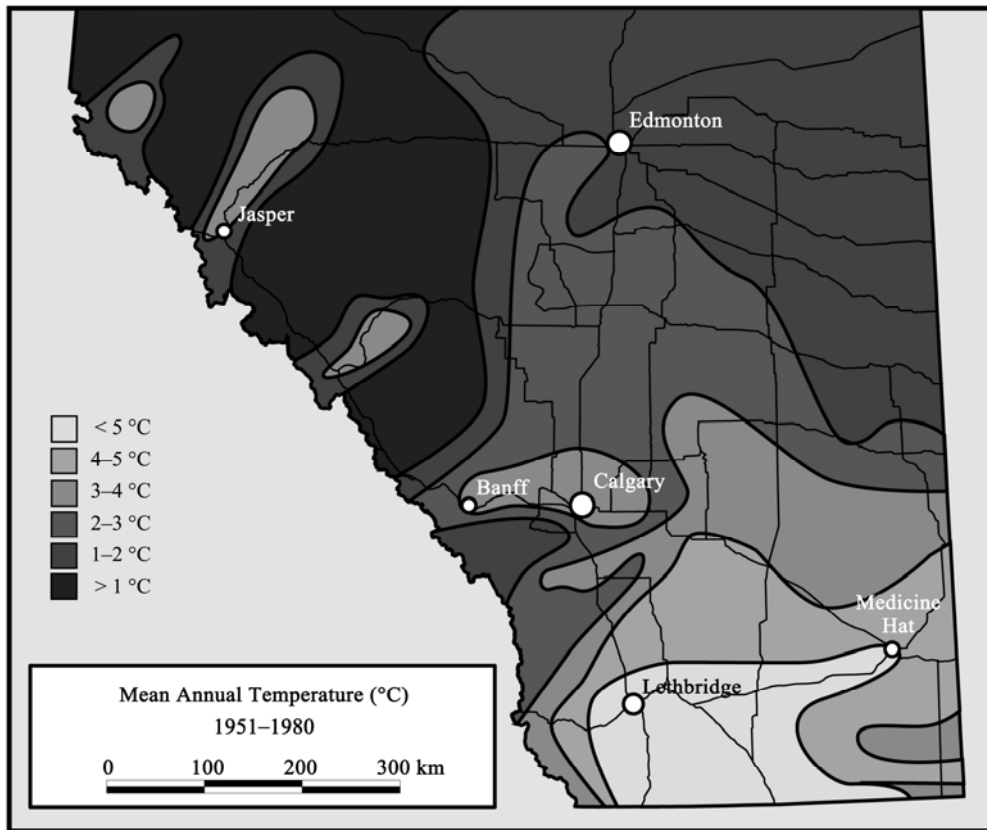 Edmonton
Jasper
< 5 °C
4–5 °C
3–4 °C
2–3 °C
1–2 °C
> 1 °C
Banff
Calgary
Medicine
Hat
Lethbridge
Mean Annual Temperature (°C)
1951–1980
0 100 200 300 km